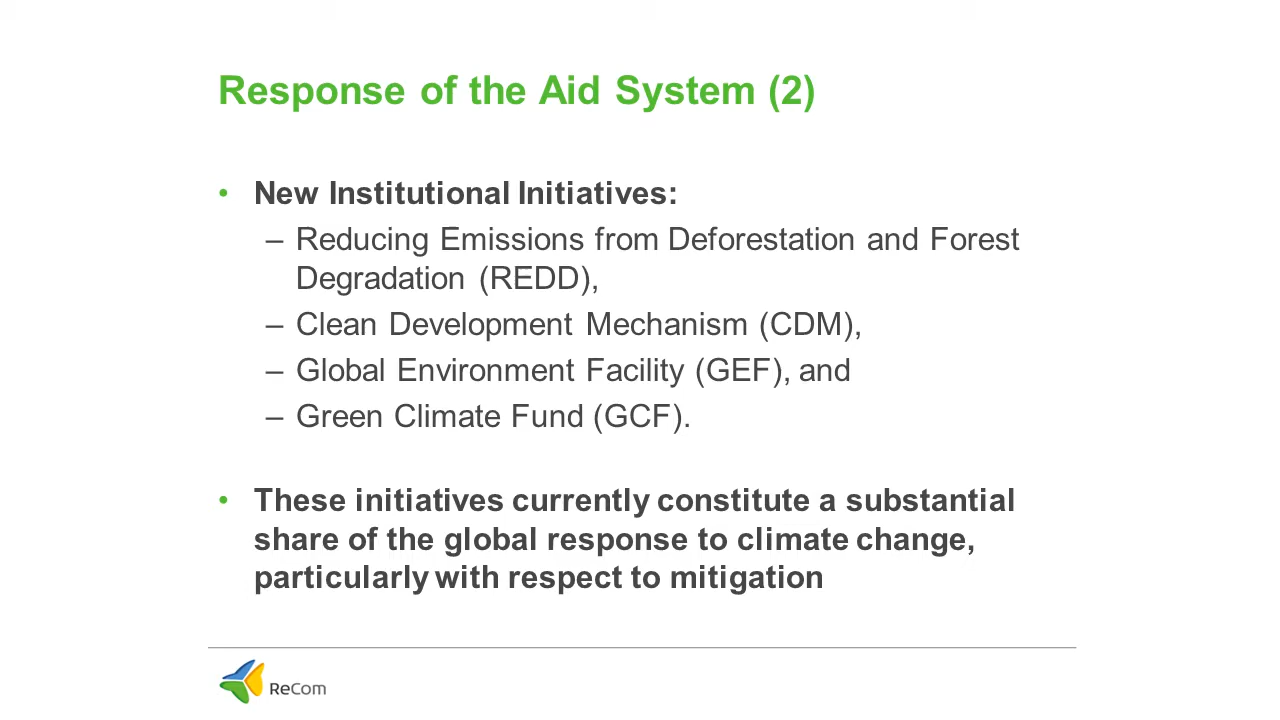 Response of the Aid System (2)
• New Institutional Initiatives:
– Reducing Emissions from Deforestation and Forest
Degradation (REDD),
– Clean Development Mechanism (CDM),
– Global Environment Facility (GEF), and
– Green Climate Fund (GCF).
• These initiatives currently constitute a substantial
share of the global response to climate change,
particularly with respect to mitigation
ReCom